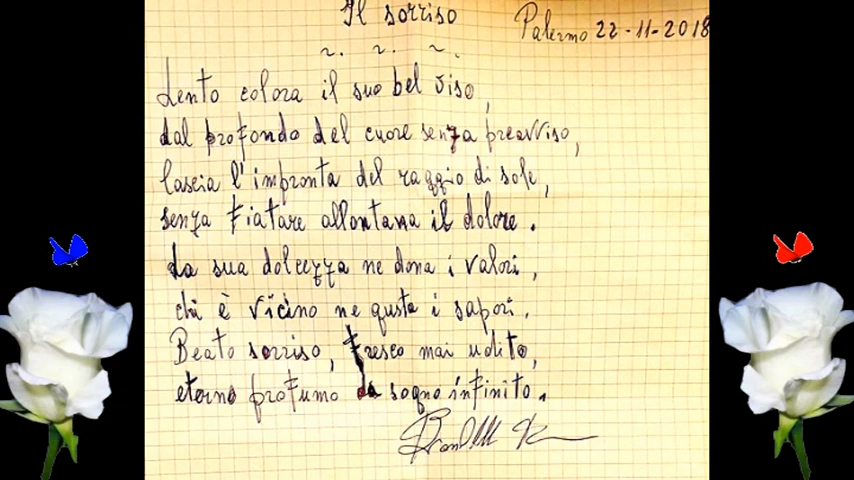 Il sorriso
Palermo 22-11-2018
~. ~. ~.
Lento colora il suo bel viso,
dal profondo del cuore senza preavviso,
lascia l'impronta del raggio di sole,
senza fiatare allontana il dolore.
La sua dolcezza ne dona i valori,
chi è vicino ne gusta i sapori.
Beato sorriso, fresco mai udito,
eterno profumo da sogno infinito.